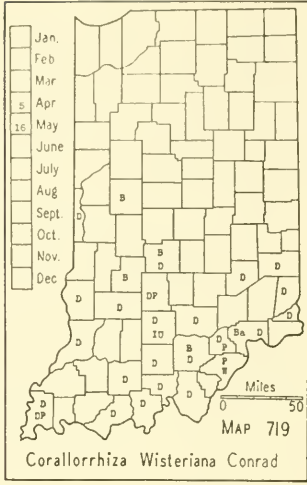 Jan.
Feb
Mar
5 Apr
16 May
June
July
Aug
Sept.
Oct.
Nov.
Dec
B
D
B
D
D
B
D
D
D
D
DP
D
D
IU
D
Ba
D
D
D
P
B
D
P
W
D
D
D
D
D
DP
D
D
D
Miles
0 50
MAP 719
Corallorrhiza Wisteriana Conrad